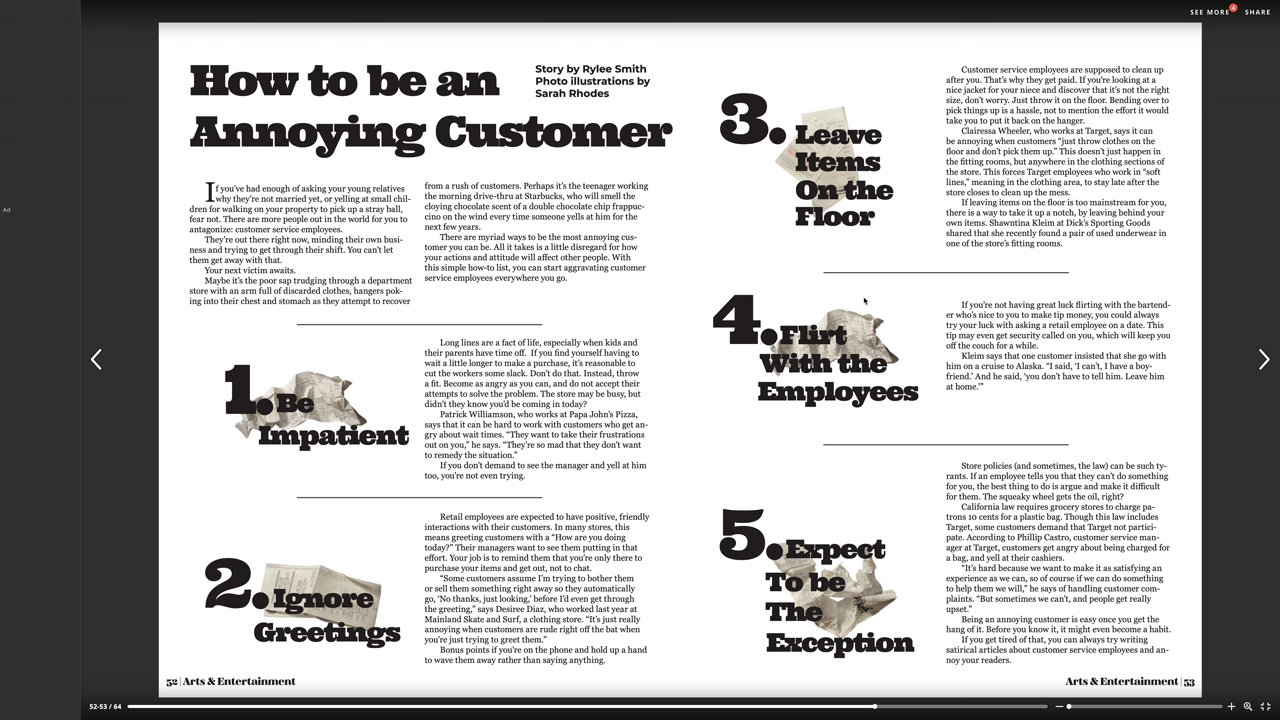 SEE MORE 4 SHARE
Ad
How to be an
Annoying Customer
Story by Rylee Smith
Photo illustrations by
Sarah Rhodes
If you've had enough of asking your young relatives
why they're not married yet, or yelling at small chil-
dren for walking on your property to pick up a stray ball,
fear not. There are more people out in the world for you to
antagonize: customer service employees.
They're out there right now, minding their own busi-
ness and trying to get through their shift. You can't let
them get away with that.
Your next victim awaits.
Maybe it's the poor sap trudging through a department
store with an arm full of discarded clothes, hangers pok-
ing into their chest and stomach as they attempt to recover
from a rush of customers. Perhaps it's the teenager working
the morning drive-thru at Starbucks, who will smell the
cloying chocolate scent of a double chocolate chip frappuc-
cino on the wind every time someone yells at him for the
next few years.
There are myriad ways to be the most annoying cus-
tomer you can be. All it takes is a little disregard for how
your actions and attitude will affect other people. With
this simple how-to list, you can start aggravating customer
service employees everywhere you go.
1. Be
Impatient
Long lines are a fact of life, especially when kids and
their parents have time off. If you find yourself having to
wait a little longer to make a purchase, it's reasonable to
cut the workers some slack. Don't do that. Instead, throw
a fit. Become as angry as you can, and do not accept their
attempts to solve the problem. The store may be busy, but
didn't they know you'd be coming in today?
Patrick Williamson, who works at Papa John's Pizza,
says that it can be hard to work with customers who get an-
gry about wait times. "They want to take their frustrations
out on you," he says. "They're so mad that they don't want
to remedy the situation."
If you don't demand to see the manager and yell at him
too, you're not even trying.
2. Ignore
Greetings
Retail employees are expected to have positive, friendly
interactions with their customers. In many stores, this
means greeting customers with a "How are you doing
today?" Their managers want to see them putting in that
effort. Your job is to remind them that you're only there to
purchase your items and get out, not to chat.
"Some customers assume I'm trying to bother them
or sell them something right away so they automatically
go, 'No thanks, just looking,' before I'd even get through
the greeting," says Desiree Diaz, who worked last year at
Mainland Skate and Surf, a clothing store. "It's just really
annoying when customers are rude right off the bat when
you're just trying to greet them."
Bonus points if you're on the phone and hold up a hand
to wave them away rather than saying anything.
52 | Arts & Entertainment
3. Leave
Items
On the
Floor
Customer service employees are supposed to clean up
after you. That's why they get paid. If you're looking at a
nice jacket for your niece and discover that it's not the right
size, don't worry. Just throw it on the floor. Bending over to
pick things up is a hassle, not to mention the effort it would
take you to put it back on the hanger.
Clairessa Wheeler, who works at Target, says it can
be annoying when customers "just throw clothes on the
floor and don't pick them up." This doesn't just happen in
the fitting rooms, but anywhere in the clothing sections of
the store. This forces Target employees who work in "soft
lines," meaning in the clothing area, to stay late after the
store closes to clean up the mess.
If leaving items on the floor is too mainstream for you,
there is a way to take it up a notch, by leaving behind your
own items. Shawntina Kleim at Dick's Sporting Goods
shared that she recently found a pair of used underwear in
one of the store's fitting rooms.
4. Flirt
With the
Employees
If you're not having great luck flirting with the bartend-
er who's nice to you to make tip money, you could always
try your luck with asking a retail employee on a date. This
tip may even get security called on you, which will keep you
off the couch for a while.
Kleim says that one customer insisted that she go with
him on a cruise to Alaska. "I said, 'I can't, I have a boy-
friend.' And he said, 'you don't have to tell him. Leave him
at home.'"
5. Expect
To be
The
Exception
Store policies (and sometimes, the law) can be such ty-
rants. If an employee tells you that they can't do something
for you, the best thing to do is argue and make it difficult
for them. The squeaky wheel gets the oil, right?
California law requires grocery stores to charge pa-
trons 10 cents for a plastic bag. Though this law includes
Target, some customers demand that Target not partici-
pate. According to Phillip Castro, customer service man-
ager at Target, customers get angry about being charged for
a bag, and yell at their cashiers.
"It's hard because we want to make it as satisfying an
experience as we can, so of course if we can do something
to help them we will," he says of handling customer com-
plaints. "But sometimes we can't, and people get really
upset."
Being an annoying customer is easy once you get the
hang of it. Before you know it, it might even become a habit.
If you get tired of that, you can always try writing
satirical articles about customer service employees and an-
noy your readers.
Arts & Entertainment | 53
52-53 / 64